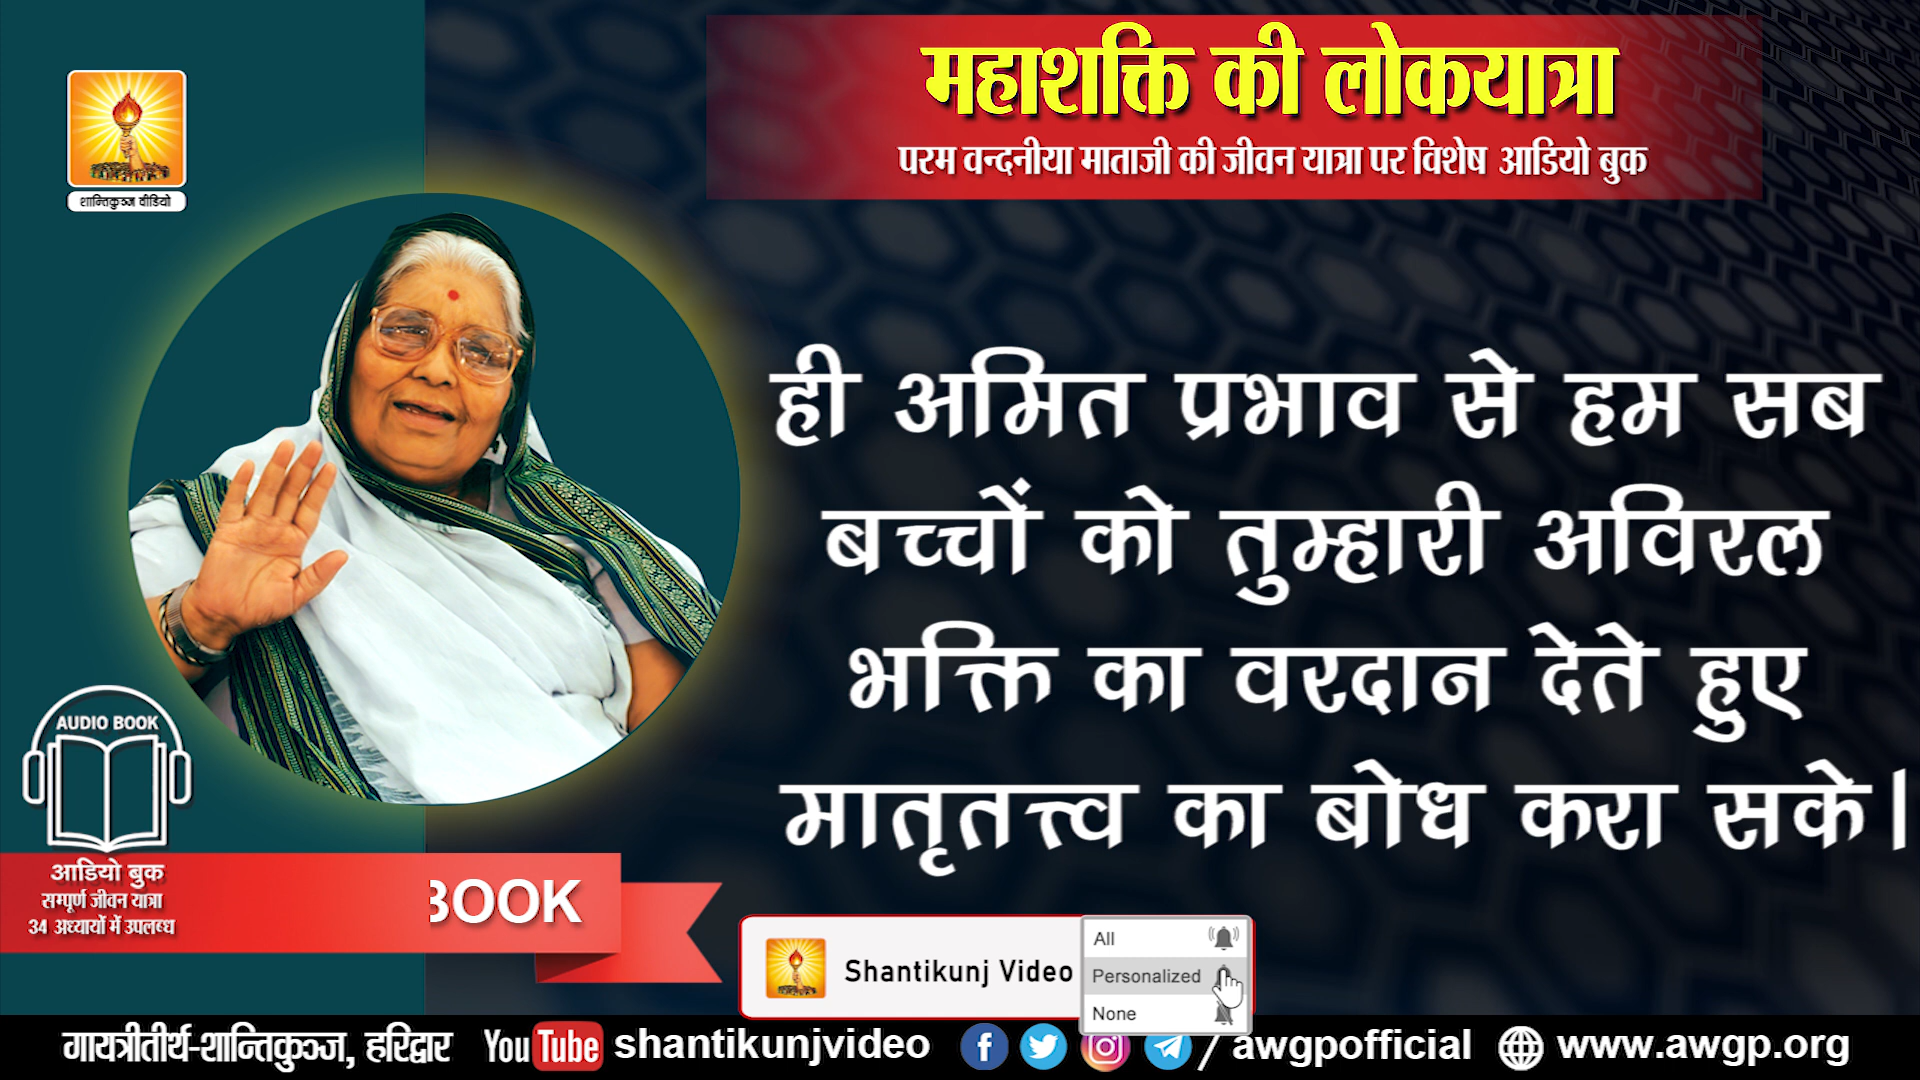 महाशक्ति की लोकयात्रा
परम वन्दनीया माताजी की जीवन यात्रा पर विशेष आडियो बुक
शान्तिकुञ्ज वीडियो
ही अमित प्रभाव से हम सब
बच्चों को तुम्हारी अविरल
भक्ति का वरदान देते हुए
मातृतत्त्व का बोध करा सके।
AUDIO BOOK
आडियो बुक
सम्पूर्ण जीवन यात्रा
34 अध्यायों में उपलब्ध
BOOK
Shantikunj Video
All
Personalized
None
गायत्रीतीर्थ-शान्तिकुञ्ज, हरिद्वार YouTube shantikunjvideo / awgpofficial www.awgp.org